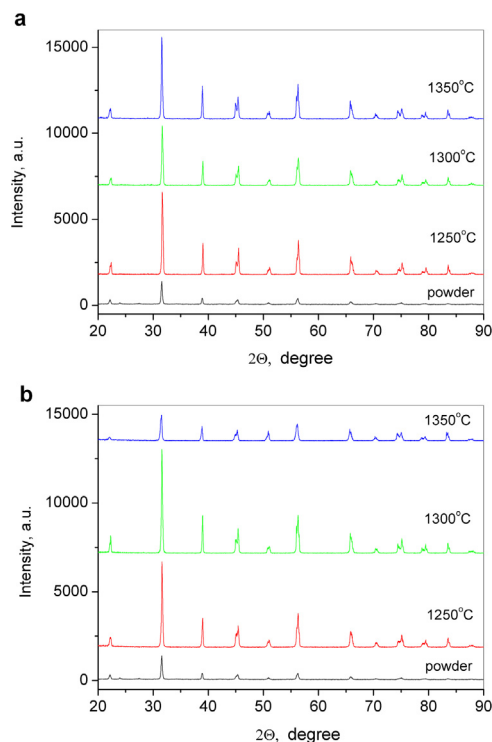 a
15000
10000
5000
0
Intensity, a.u.
1350°C
1300°C
1250°C
powder
20 30 40 50 60 70 80 90
2Θ, degree
b
15000
10000
5000
0
Intensity, a.u.
1350°C
1300°C
1250°C
powder
20 30 40 50 60 70 80 90
2Θ, degree